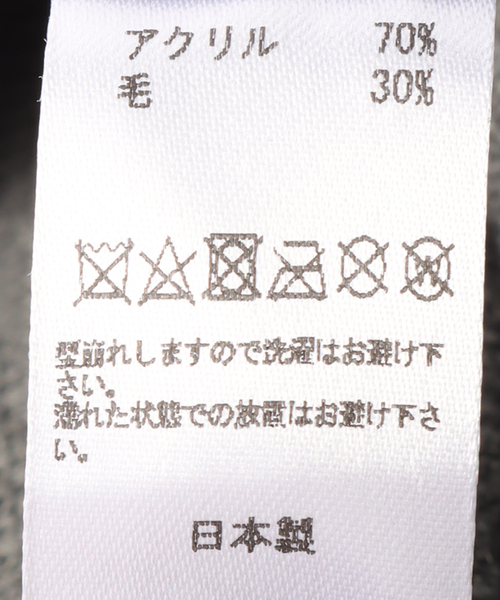 アクリル 70%
毛 30%
型崩れしますので洗濯はお避け下
さい。
濡れた状態での放置はお避け下さ
い。
日本製